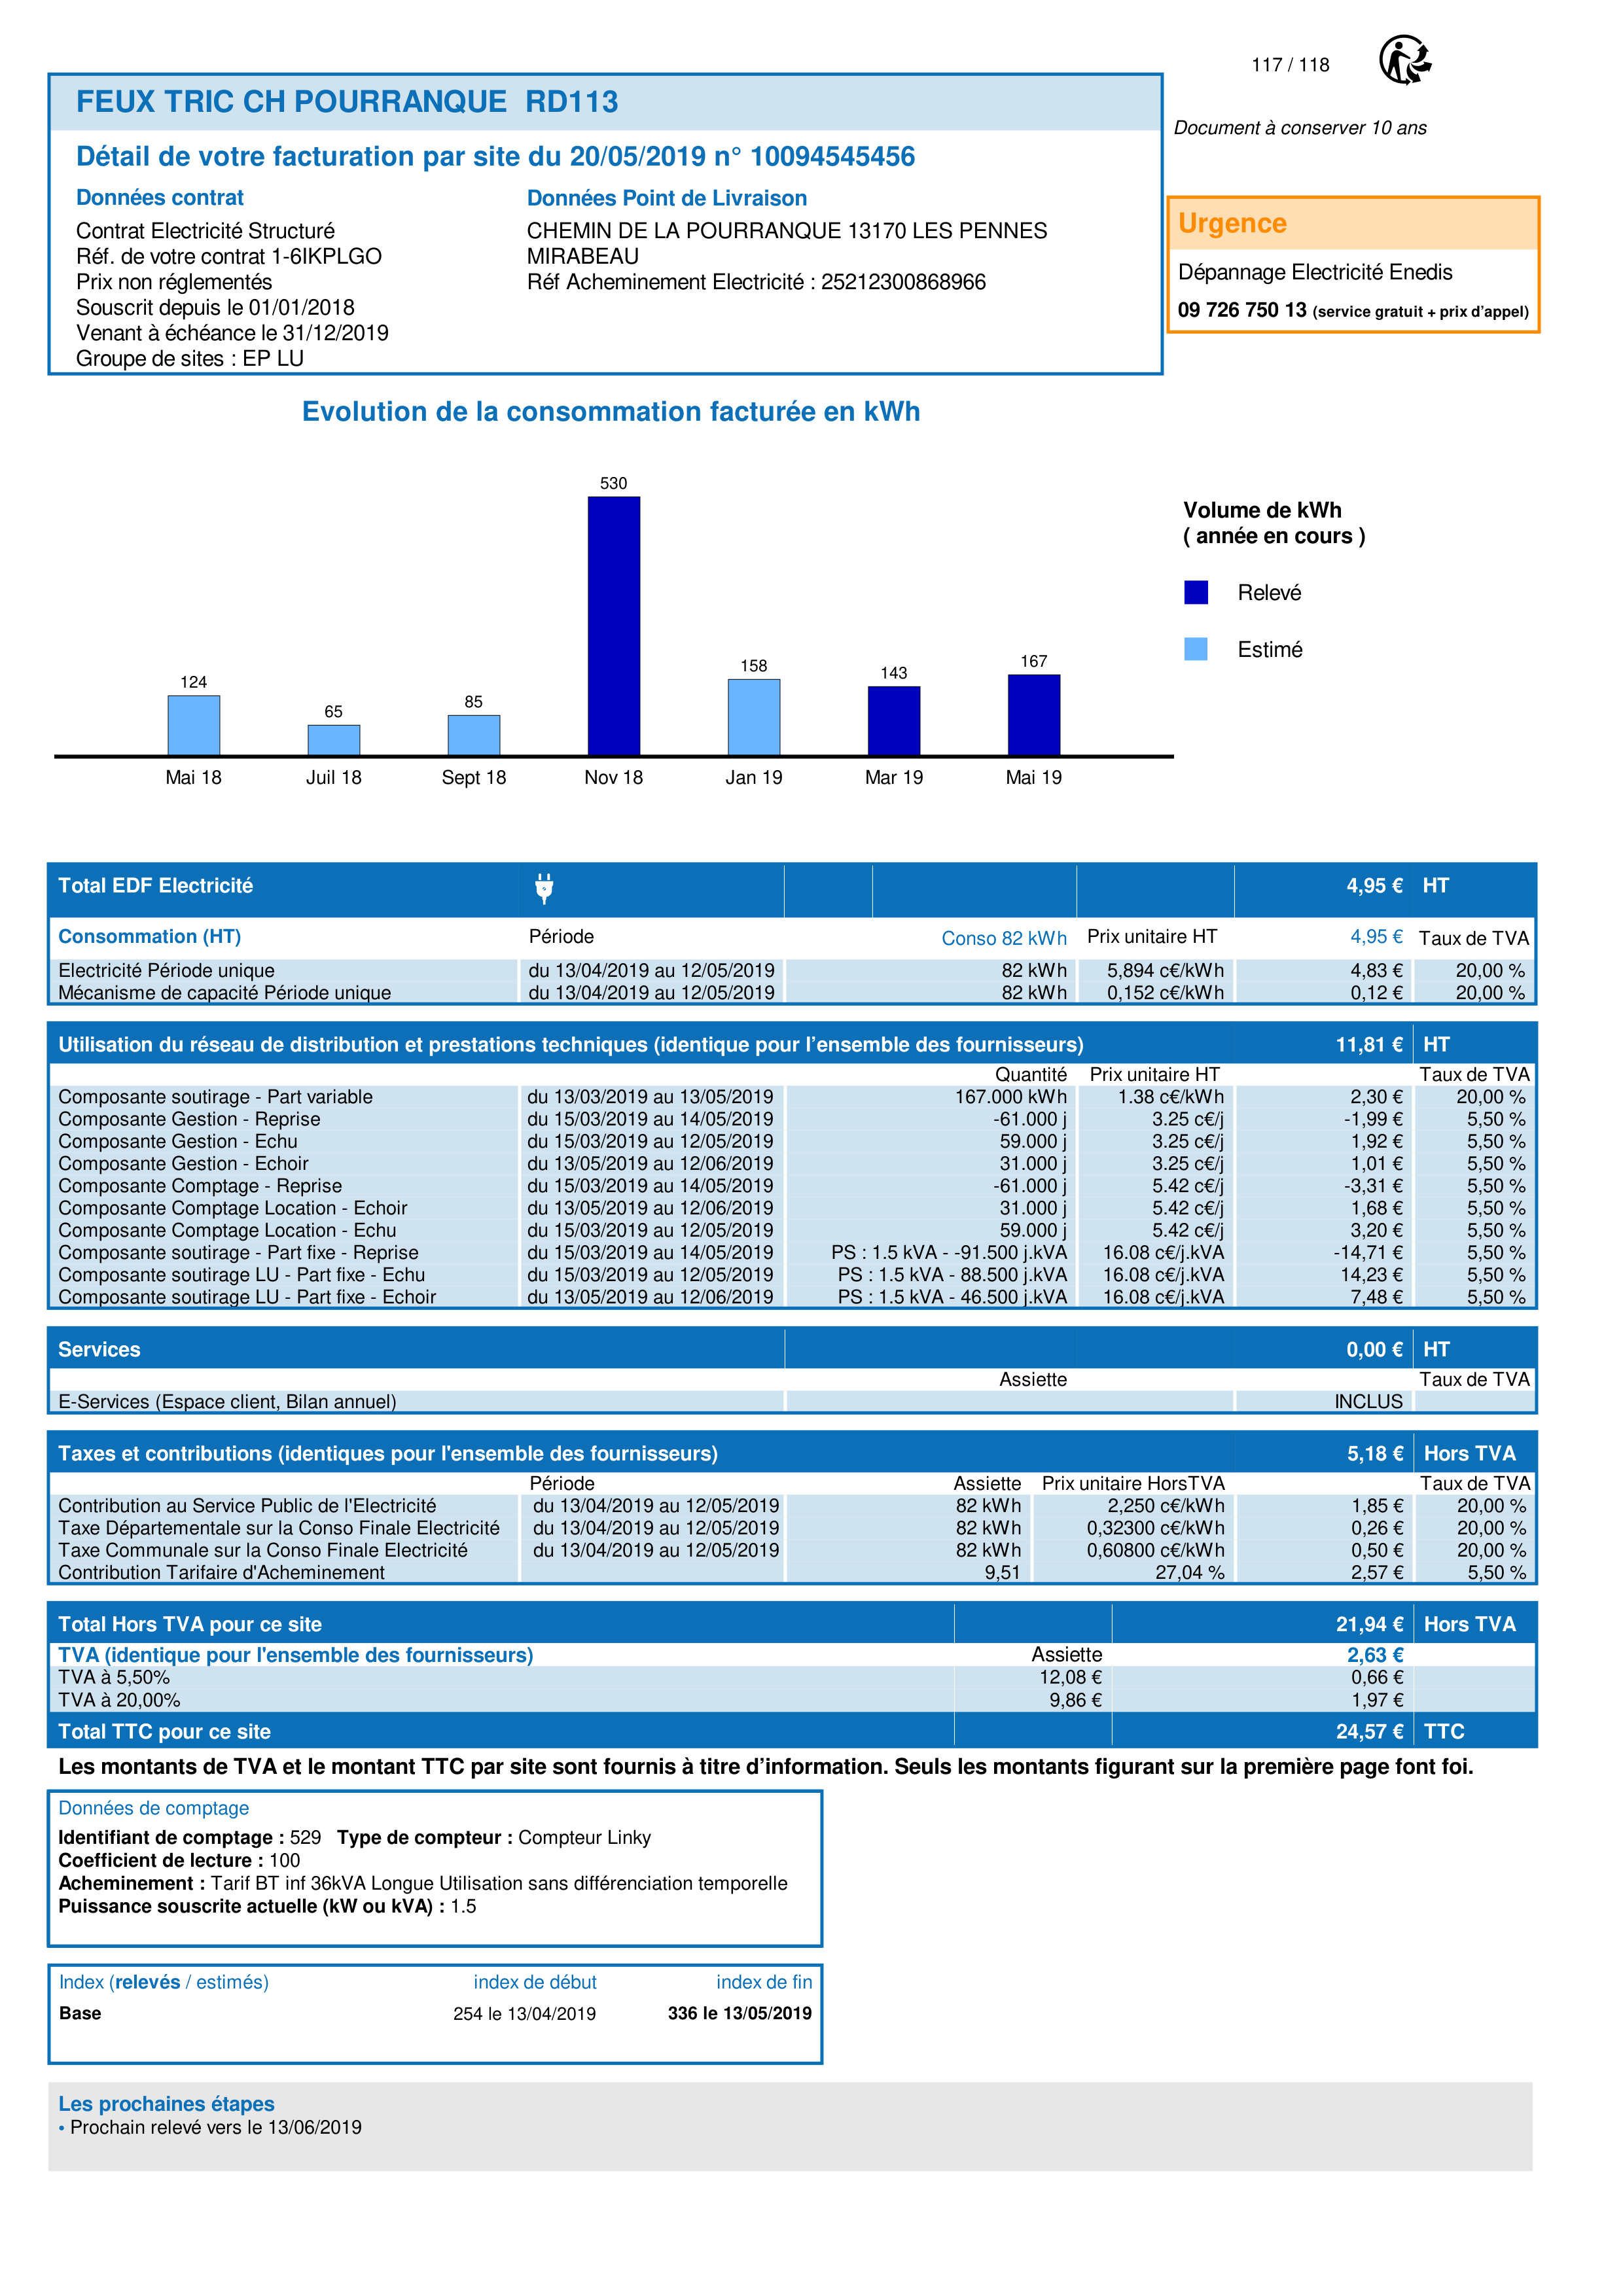 117 / 118
FEUX TRIC CH POURRANQUE  RD113
Document à conserver 10 ans
Détail de votre facturation par site du 20/05/2019 n° 10094545456
Données contrat
Contrat Electricité Structuré
Réf. de votre contrat 1-6IKPLGO
Prix non réglementés
Souscrit depuis le 01/01/2018
Venant à échéance le 31/12/2019
Groupe de sites : EP LU
Données Point de Livraison
CHEMIN DE LA POURRANQUE 13170 LES PENNES
MIRABEAU
Réf Acheminement Electricité : 25212300868966
Urgence
Dépannage Electricité Enedis
09 726 750 13 (service gratuit + prix d’appel)
Evolution de la consommation facturée en kWh
530
124
65
85
158
143
167
Mai 18 Juil 18 Sept 18 Nov 18 Jan 19 Mar 19 Mai 19
Volume de kWh
( année en cours )
Relevé
Estimé
Total EDF Electricité 4,95 € HT
Consommation (HT) Période Conso 82 kWh Prix unitaire HT 4,95 € Taux de TVA
Electricité Période unique du 13/04/2019 au 12/05/2019 82 kWh 5,894 c€/kWh 4,83 € 20,00 %
Mécanisme de capacité Période unique du 13/04/2019 au 12/05/2019 82 kWh 0,152 c€/kWh 0,12 € 20,00 %
Utilisation du réseau de distribution et prestations techniques (identique pour l’ensemble des fournisseurs) 11,81 € HT
Quantité Prix unitaire HT Taux de TVA
Composante soutirage - Part variable du 13/03/2019 au 13/05/2019 167.000 kWh 1.38 c€/kWh 2,30 € 20,00 %
Composante Gestion - Reprise du 15/03/2019 au 14/05/2019 -61.000 j 3.25 c€/j -1,99 € 5,50 %
Composante Gestion - Echu du 15/03/2019 au 12/05/2019 59.000 j 3.25 c€/j 1,92 € 5,50 %
Composante Gestion - Echoir du 13/05/2019 au 12/06/2019 31.000 j 3.25 c€/j 1,01 € 5,50 %
Composante Comptage - Reprise du 15/03/2019 au 14/05/2019 -61.000 j 5.42 c€/j -3,31 € 5,50 %
Composante Comptage Location - Echoir du 13/05/2019 au 12/06/2019 31.000 j 5.42 c€/j 1,68 € 5,50 %
Composante Comptage Location - Echu du 15/03/2019 au 12/05/2019 59.000 j 5.42 c€/j 3,20 € 5,50 %
Composante soutirage - Part fixe - Reprise du 15/03/2019 au 14/05/2019 PS : 1.5 kVA - -91.500 j.kVA 16.08 c€/j.kVA -14,71 € 5,50 %
Composante soutirage LU - Part fixe - Echu du 15/03/2019 au 12/05/2019 PS : 1.5 kVA - 88.500 j.kVA 16.08 c€/j.kVA 14,23 € 5,50 %
Composante soutirage LU - Part fixe - Echoir du 13/05/2019 au 12/06/2019 PS : 1.5 kVA - 46.500 j.kVA 16.08 c€/j.kVA 7,48 € 5,50 %
Services 0,00 € HT
Assiette Taux de TVA
E-Services (Espace client, Bilan annuel) INCLUS
Taxes et contributions (identiques pour l'ensemble des fournisseurs) 5,18 € Hors TVA
Période Assiette Prix unitaire HorsTVA Taux de TVA
Contribution au Service Public de l'Electricité du 13/04/2019 au 12/05/2019 82 kWh 2,250 c€/kWh 1,85 € 20,00 %
Taxe Départementale sur la Conso Finale Electricité du 13/04/2019 au 12/05/2019 82 kWh 0,32300 c€/kWh 0,26 € 20,00 %
Taxe Communale sur la Conso Finale Electricité du 13/04/2019 au 12/05/2019 82 kWh 0,60800 c€/kWh 0,50 € 20,00 %
Contribution Tarifaire d'Acheminement 9,51 27,04 % 2,57 € 5,50 %
Total Hors TVA pour ce site 21,94 € Hors TVA
TVA (identique pour l'ensemble des fournisseurs) Assiette 2,63 €
TVA à 5,50% 12,08 € 0,66 €
TVA à 20,00% 9,86 € 1,97 €
Total TTC pour ce site 24,57 € TTC
Les montants de TVA et le montant TTC par site sont fournis à titre d’information. Seuls les montants figurant sur la première page font foi.
Données de comptage
Identifiant de comptage : 529 Type de compteur : Compteur Linky
Coefficient de lecture : 100
Acheminement : Tarif BT inf 36kVA Longue Utilisation sans différenciation temporelle
Puissance souscrite actuelle (kW ou kVA) : 1.5
Index (relevés / estimés) index de début index de fin
Base 254 le 13/04/2019 336 le 13/05/2019
Les prochaines étapes
• Prochain relevé vers le 13/06/2019